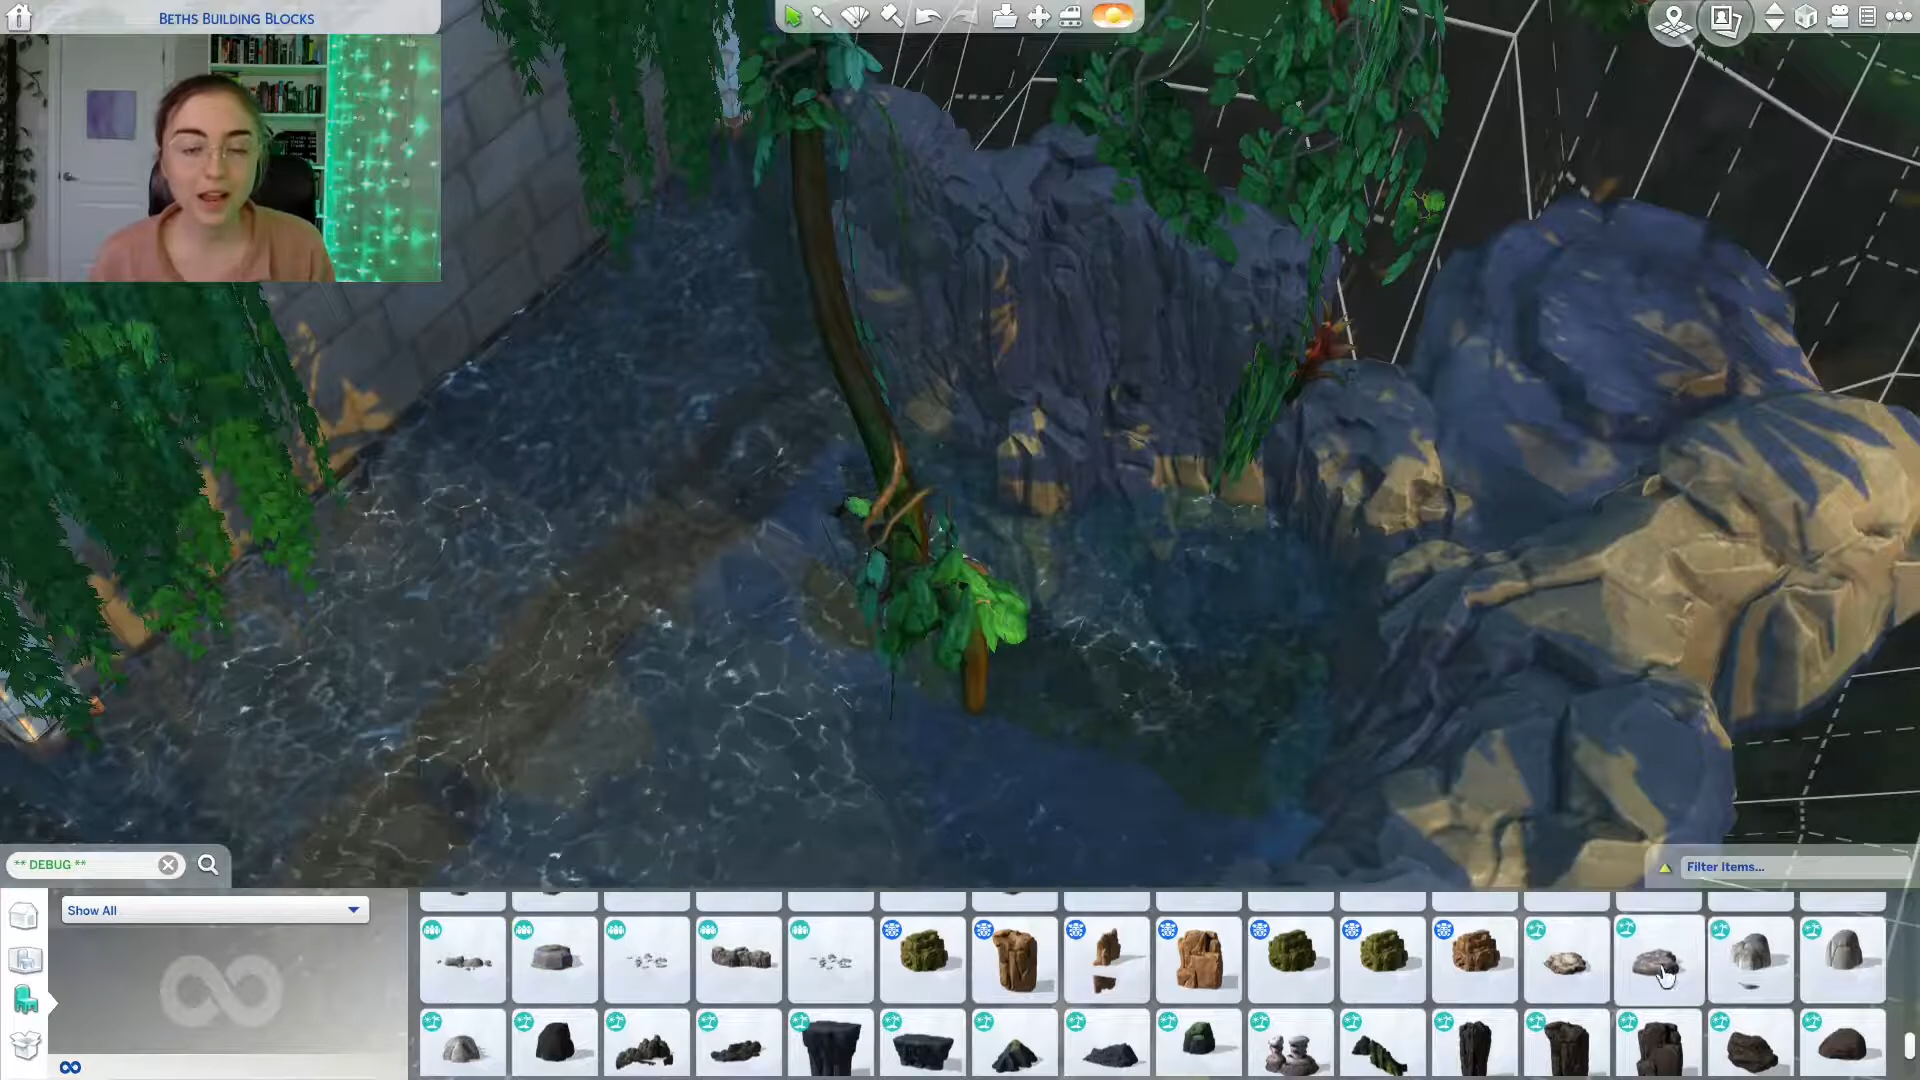 BETHS BUILDING BLOCKS
** DEBUG **
Filter Items...
Show All